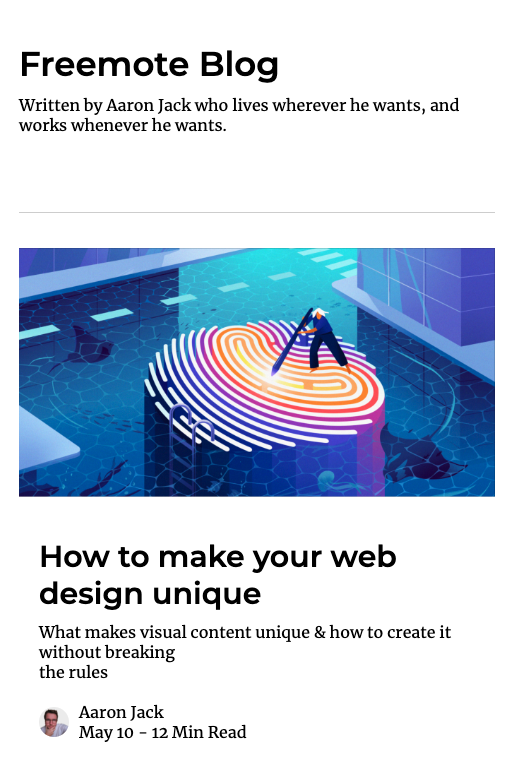 Freemote Blog
Written by Aaron Jack who lives wherever he wants, and
works whenever he wants.
How to make your web
design unique
What makes visual content unique & how to create it
without breaking
the rules
Aaron Jack
May 10 - 12 Min Read